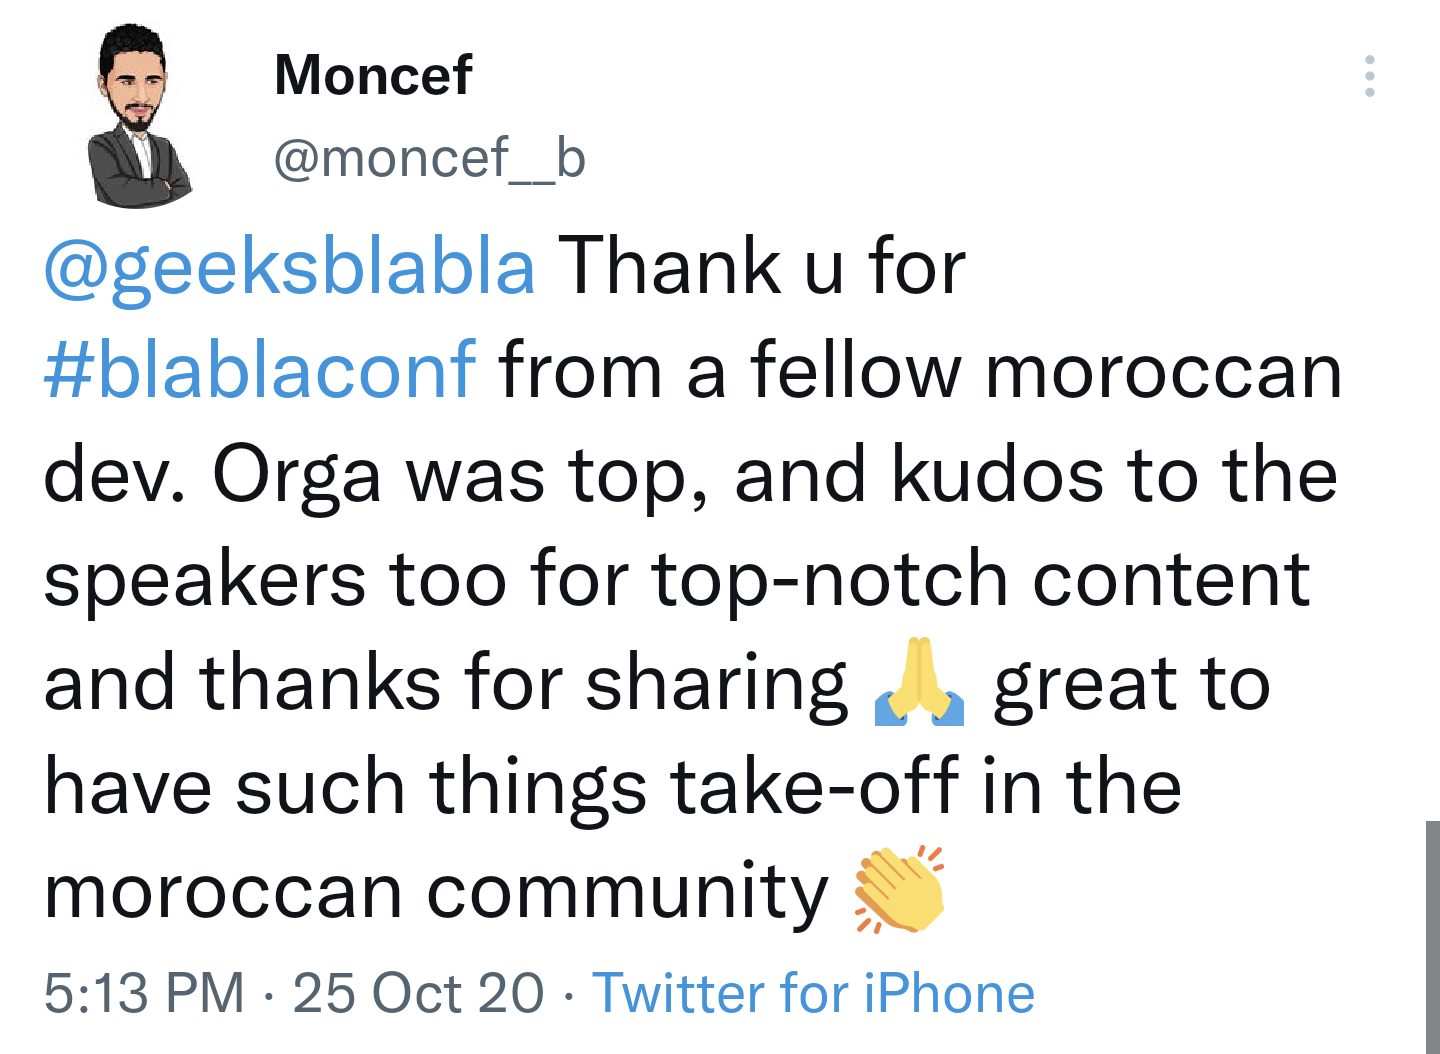 Moncef
@moncef__b
@geeksblabla Thank u for
#blablaconf from a fellow moroccan
dev. Orga was top, and kudos to the
speakers too for top-notch content
and thanks for sharing 🙏 great to
have such things take-off in the
moroccan community 👏
5:13 PM · 25 Oct 20 · Twitter for iPhone